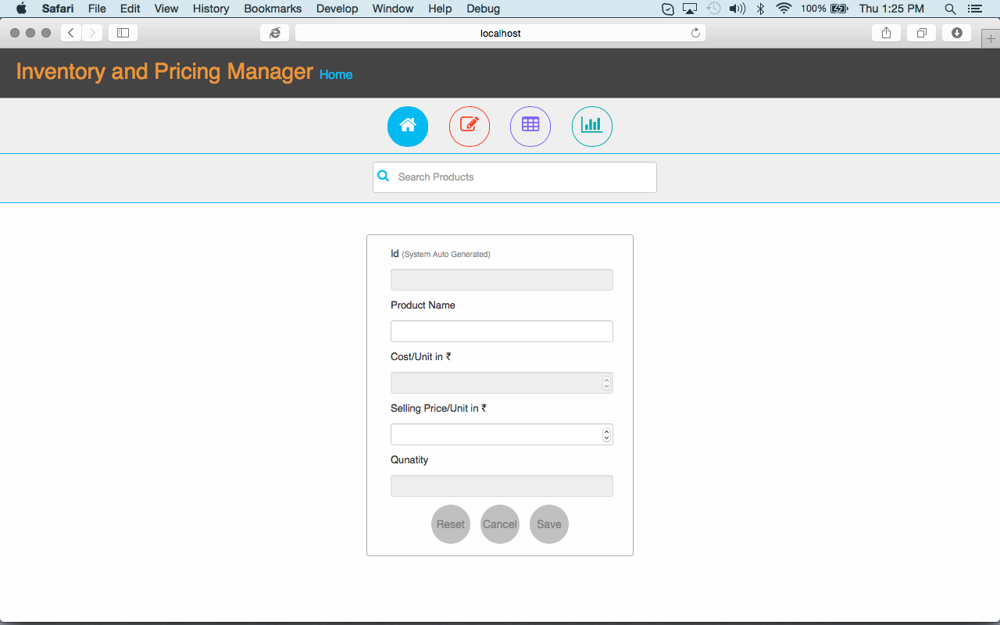 Safari File Edit View History Bookmarks Develop Window Help Debug 100% Thu 1:25 PM
localhost
Inventory and Pricing Manager Home
Search Products
Id (System Auto Generated)
Product Name
Cost/Unit in ₹
Selling Price/Unit in ₹
Qunatity
Reset Cancel Save